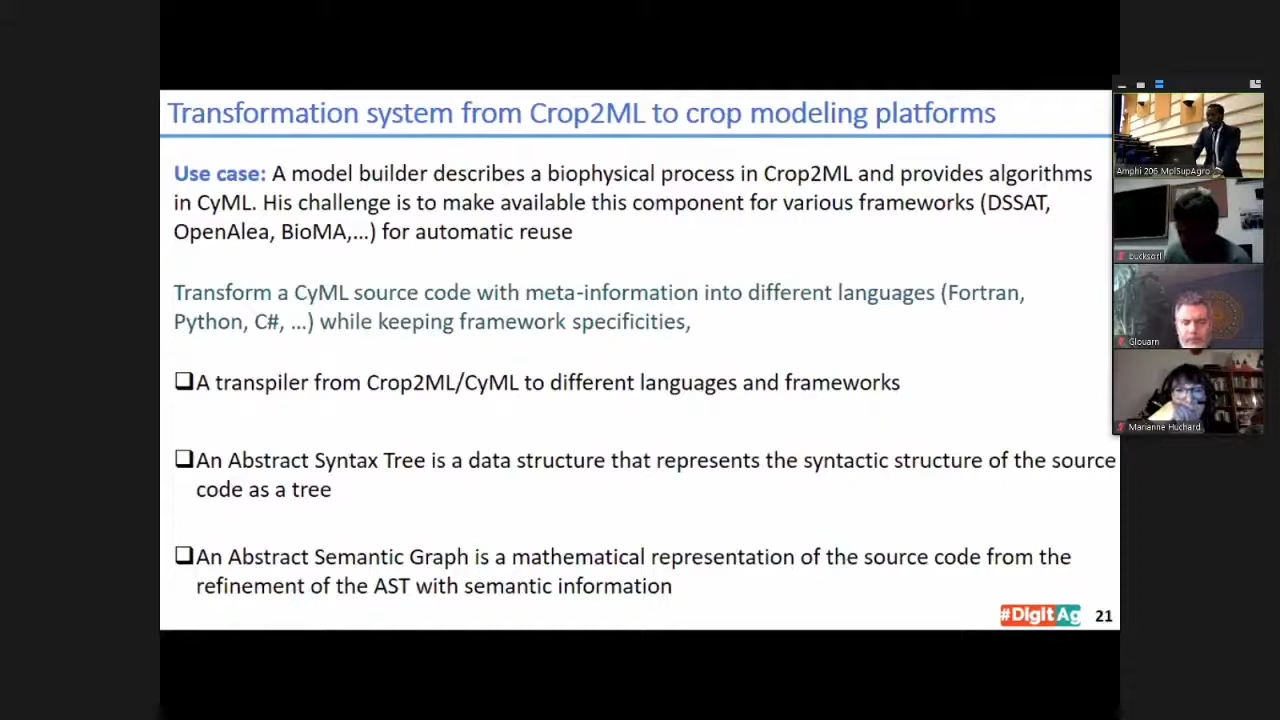 Transformation system from Crop2ML to crop modeling platforms
Use case: A model builder describes a biophysical process in Crop2ML and provides algorithms
in CyML. His challenge is to make available this component for various frameworks (DSSAT,
OpenAlea, BioMA,...) for automatic reuse
Transform a CyML source code with meta-information into different languages (Fortran,
Python, C#, ...) while keeping framework specificities,
A transpiler from Crop2ML/CyML to different languages and frameworks
An Abstract Syntax Tree is a data structure that represents the syntactic structure of the source
code as a tree
An Abstract Semantic Graph is a mathematical representation of the source code from the
refinement of the AST with semantic information
#DigitAg
21
Amphi 206 MplSupAgro
bucksorl
Glouarn
Marianne Huchard